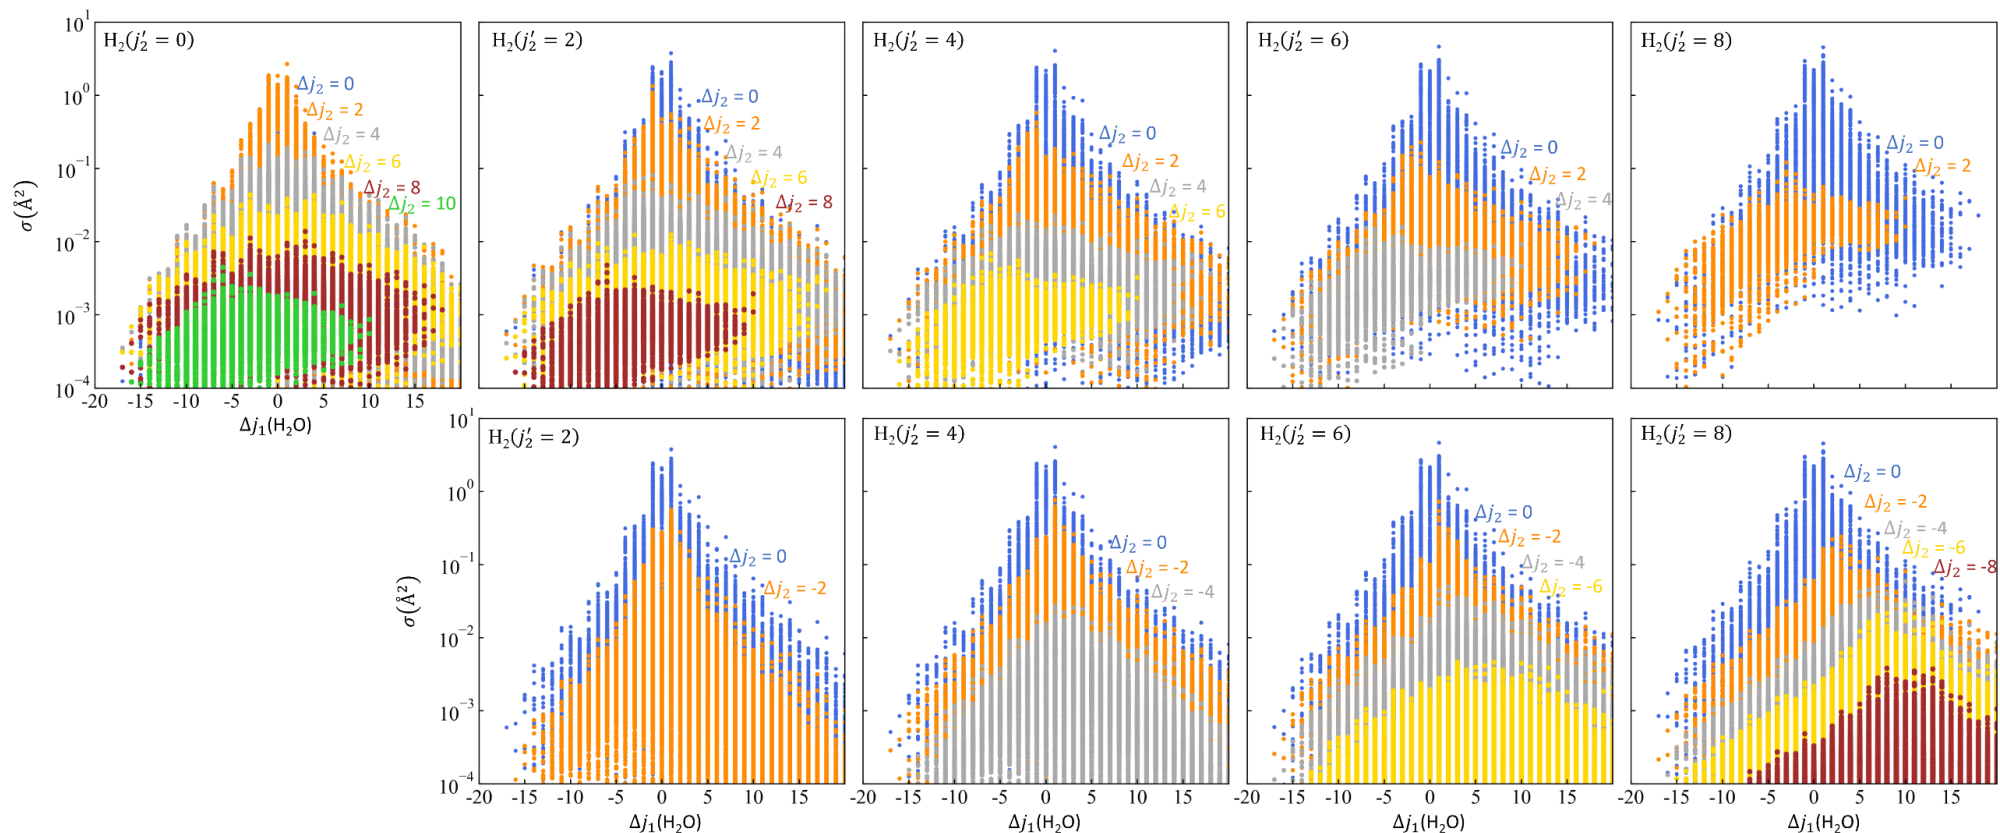 H₂(j₂′ = 0)
Δj₂ = 0
Δj₂ = 2
Δj₂ = 4
Δj₂ = 6
Δj₂ = 8
Δj₂ = 10
10¹
10⁰
10⁻¹
10⁻²
10⁻³
10⁻⁴
σ(Å²)
-20 -15 -10 -5 0 5 10 15
Δj₁(H₂O)
H₂(j₂′ = 2)
Δj₂ = 0
Δj₂ = 2
Δj₂ = 4
Δj₂ = 6
Δj₂ = 8
H₂(j₂′ = 4)
Δj₂ = 0
Δj₂ = 2
Δj₂ = 4
Δj₂ = 6
H₂(j₂′ = 6)
Δj₂ = 0
Δj₂ = 2
Δj₂ = 4
H₂(j₂′ = 8)
Δj₂ = 0
Δj₂ = 2
H₂(j₂′ = 2)
Δj₂ = 0
Δj₂ = -2
10¹
10⁰
10⁻¹
10⁻²
10⁻³
10⁻⁴
σ(Å²)
-20 -15 -10 -5 0 5 10 15
Δj₁(H₂O)
H₂(j₂′ = 4)
Δj₂ = 0
Δj₂ = -2
Δj₂ = -4
-20 -15 -10 -5 0 5 10 15
Δj₁(H₂O)
H₂(j₂′ = 6)
Δj₂ = 0
Δj₂ = -2
Δj₂ = -4
Δj₂ = -6
-20 -15 -10 -5 0 5 10 15
Δj₁(H₂O)
H₂(j₂′ = 8)
Δj₂ = 0
Δj₂ = -2
Δj₂ = -4
Δj₂ = -6
Δj₂ = -8
-20 -15 -10 -5 0 5 10 15
Δj₁(H₂O)